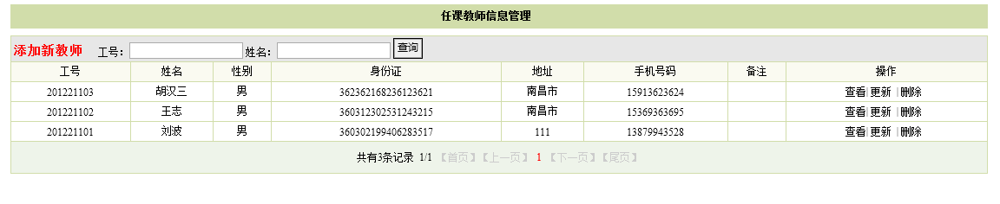 任课教师信息管理
添加新教师 工号： 姓名： 查询
工号 姓名 性别 身份证 地址 手机号码 备注 操作
201221103 胡汉三 男 362362168236123621 南昌市 15913623624 查看| 更新 | 删除
201221102 王志 男 360312302531243215 南昌市 15369363695 查看| 更新 | 删除
201221101 刘波 男 360302199406283517 111 13879943528 查看| 更新 | 删除
共有3条记录 1/1 【首页】【上一页】 1 【下一页】【尾页】